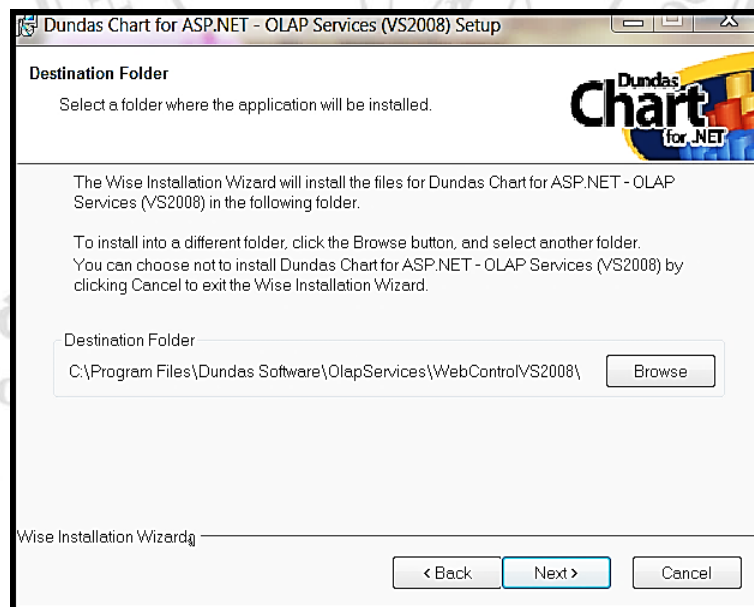 Dundas Chart for ASP.NET - OLAP Services (VS2008) Setup
Destination Folder
Select a folder where the application will be installed.
Dundas
Chart
for .NET
The Wise Installation Wizard will install the files for Dundas Chart for ASP.NET - OLAP
Services (VS2008) in the following folder.
To install into a different folder, click the Browse button, and select another folder.
You can choose not to install Dundas Chart for ASP.NET - OLAP Services (VS2008) by
clicking Cancel to exit the Wise Installation Wizard.
Destination Folder
C:\Program Files\Dundas Software\OlapServices\WebControlVS2008\
Browse
Wise Installation Wizard
< Back
Next >
Cancel